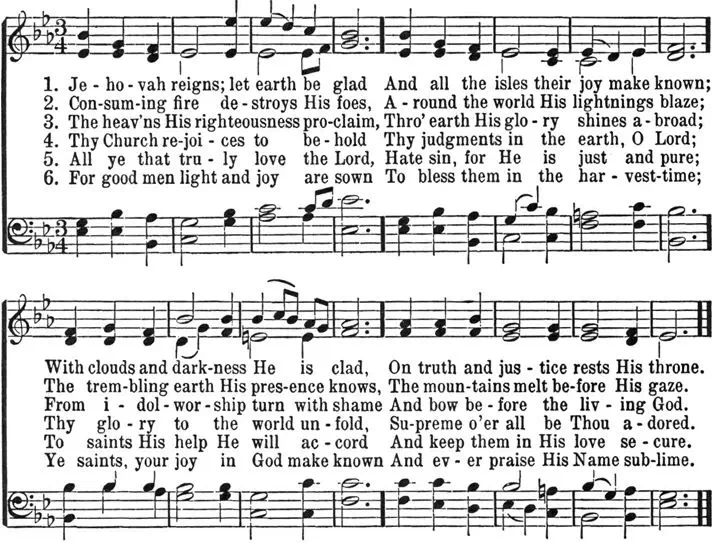 3
4
1. Je - ho - vah reigns; let earth be glad And all the isles their joy make known;
2. Con-sum-ing fire de-stroys His foes, A-round the world His lightnings blaze;
3. The heav'ns His righteousness pro-claim, Thro' earth His glo - ry shines a-broad;
4. Thy Church re-joi - ces to be-hold Thy judgments in the earth, O Lord;
5. All ye that tru - ly love the Lord, Hate sin, for He is just and pure;
6. For good men light and joy are sown To bless them in the har - vest-time;
3
4
With clouds and dark-ness He is clad, On truth and jus - tice rests His throne.
The trem-bling earth His pres-ence knows, The moun-tains melt be-fore His gaze.
From i - dol-wor-ship turn with shame And bow be-fore the liv - ing God.
Thy glo - ry to the world un-fold, Su-preme o'er all be Thou a-dored.
To saints His help He will ac-cord And keep them in His love se-cure.
Ye saints, your joy in God make known And ev - er praise His Name sub-lime.